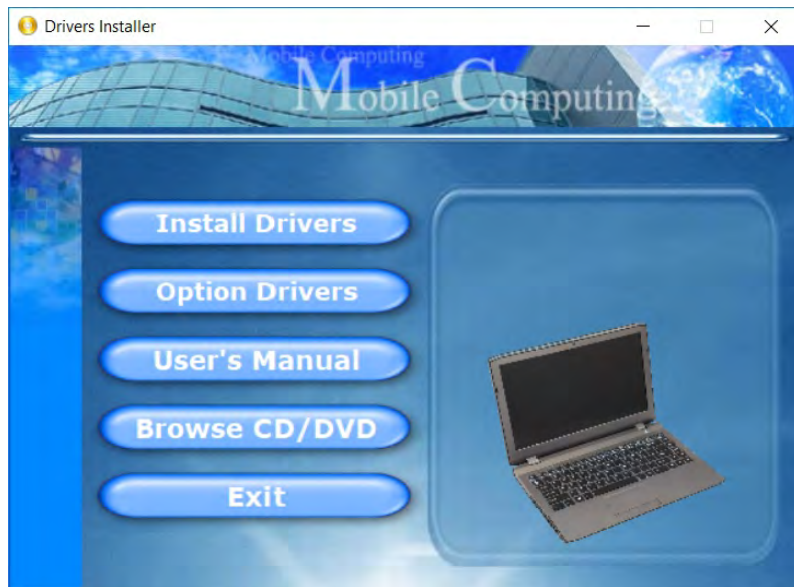 Drivers Installer
Mobile Computing
Mobile Computing
Install Drivers
Option Drivers
User's Manual
Browse CD/DVD
Exit